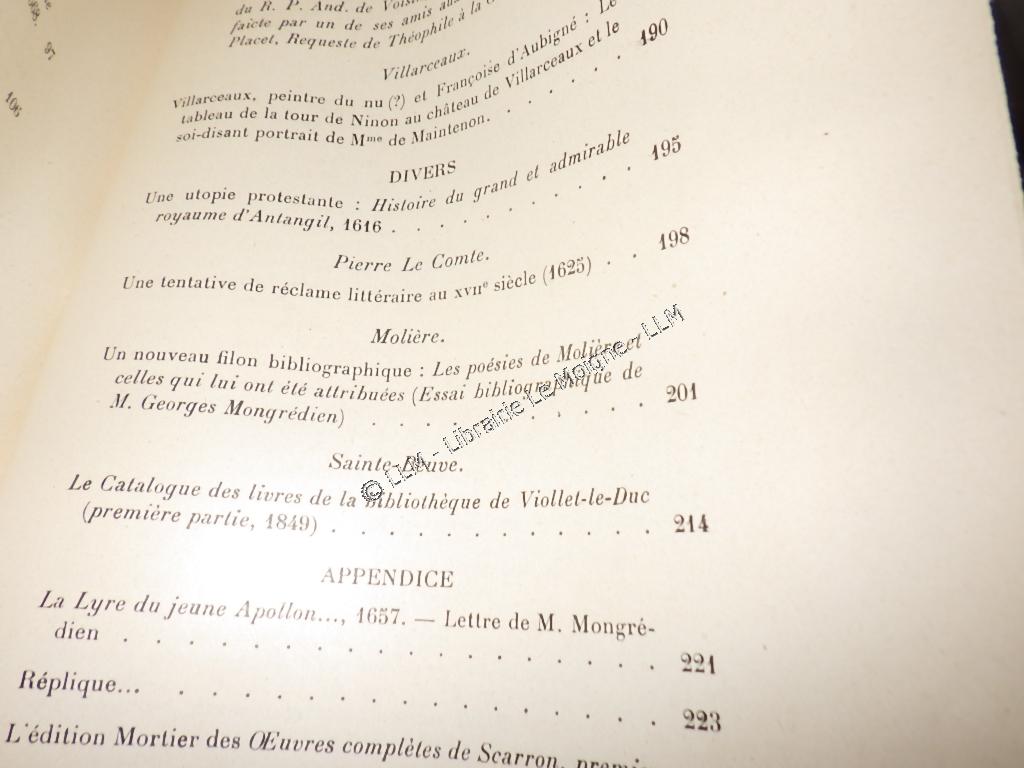 du R. P. And. de
faicte par un de ses amis
Placet, Requeste de Théophile à la
Villarceaux.
Villarceaux, peintre du nu (?) et Françoise d'Aubigné : Le
tableau de la tour de Ninon au château de Villarceaux et le
soi-disant portrait de Mme de Maintenon. . . . . 190
DIVERS
Une utopie protestante : Histoire du grand et admirable
royaume d'Antangil, 1616 . . . . . . . . 195
Pierre Le Comte.
Une tentative de réclame littéraire au XVIIe siècle (1625) . . 198
Molière.
Un nouveau filon bibliographique : Les poésies de Molière et
celles qui lui ont été attribuées (Essai bibliographique de
M. Georges Mongrédien) . . . . . . . . . 201
Sainte-Beuve.
Le Catalogue des livres de la Bibliothèque de Viollet-le-Duc
(première partie, 1849) . . . . . . . . . . . 214
APPENDICE
La Lyre du jeune Apollon..., 1657. — Lettre de M. Mongré-
dien . . . . . . . . . . . . . . . . 221
Réplique... . . . . . . . . . . . . . . 223
L'édition Mortier des Œuvres complètes de Scarron, premiè
106
© LLM - Librairie Le Moigne - LLM